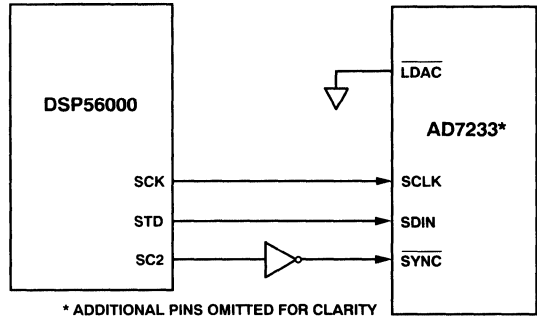 DSP56000
LDAC
AD7233*
SCK
SCLK
STD
SDIN
SC2
SYNC
* ADDITIONAL PINS OMITTED FOR CLARITY